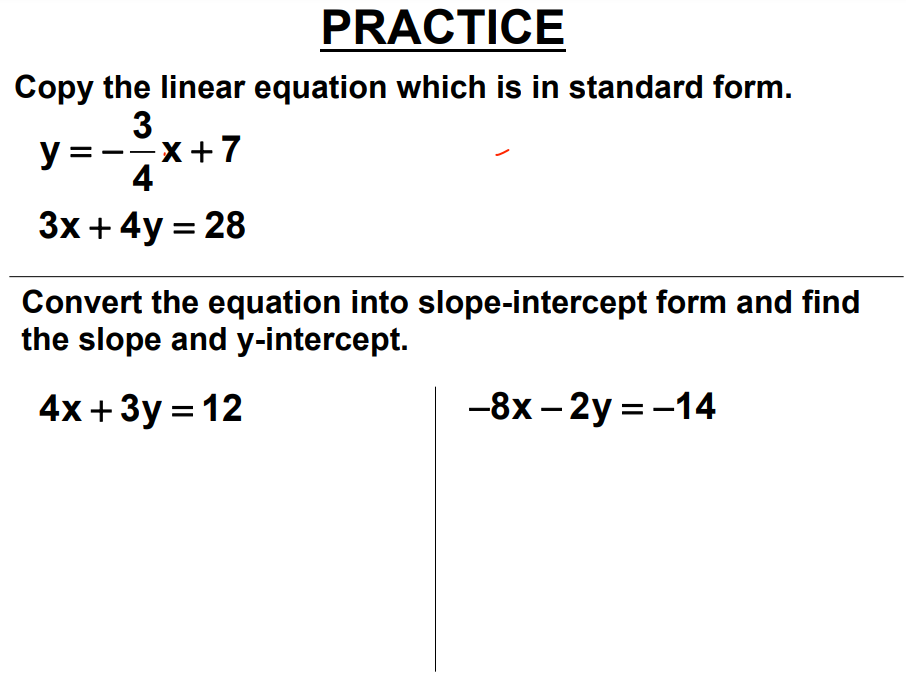 PRACTICE
Copy the linear equation which is in standard form.
y = −3/4x + 7
3x + 4y = 28
Convert the equation into slope-intercept form and find
the slope and y-intercept.
4x + 3y = 12
−8x − 2y = −14